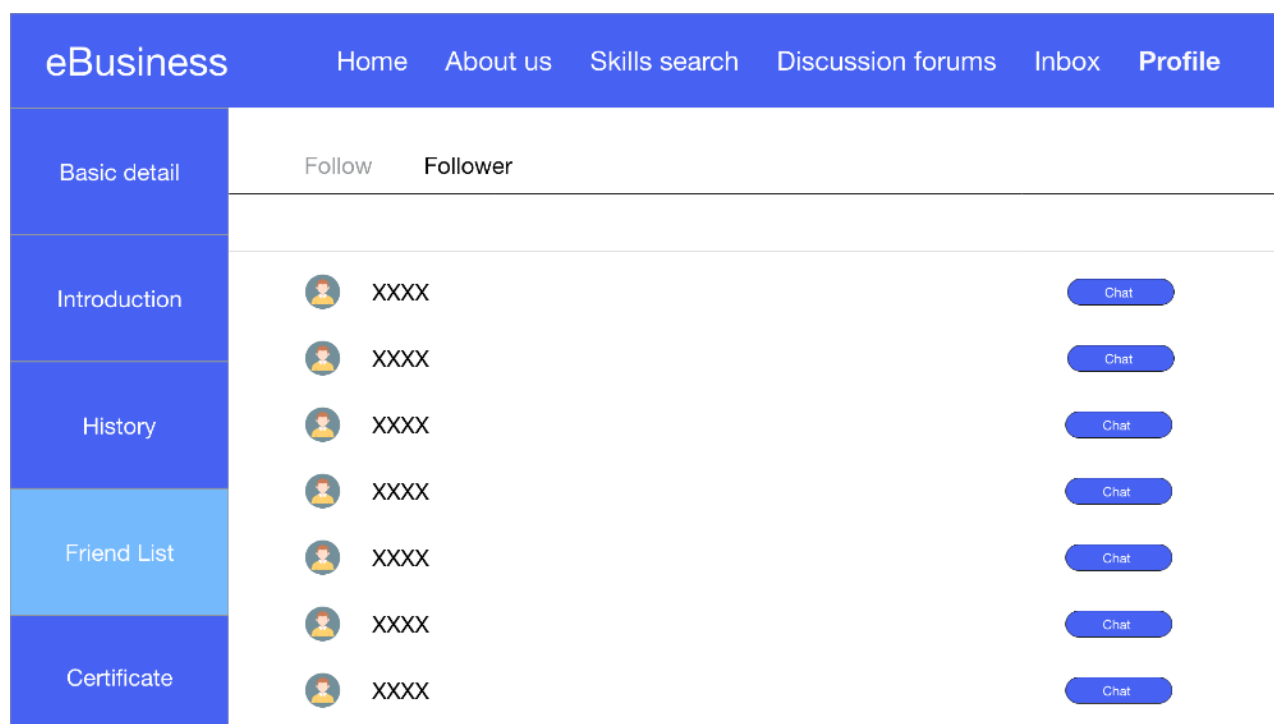 eBusiness Home About us Skills search Discussion forums Inbox Profile
Basic detail
Introduction
History
Friend List
Certificate
Follow Follower
XXXX Chat
XXXX Chat
XXXX Chat
XXXX Chat
XXXX Chat
XXXX Chat
XXXX Chat